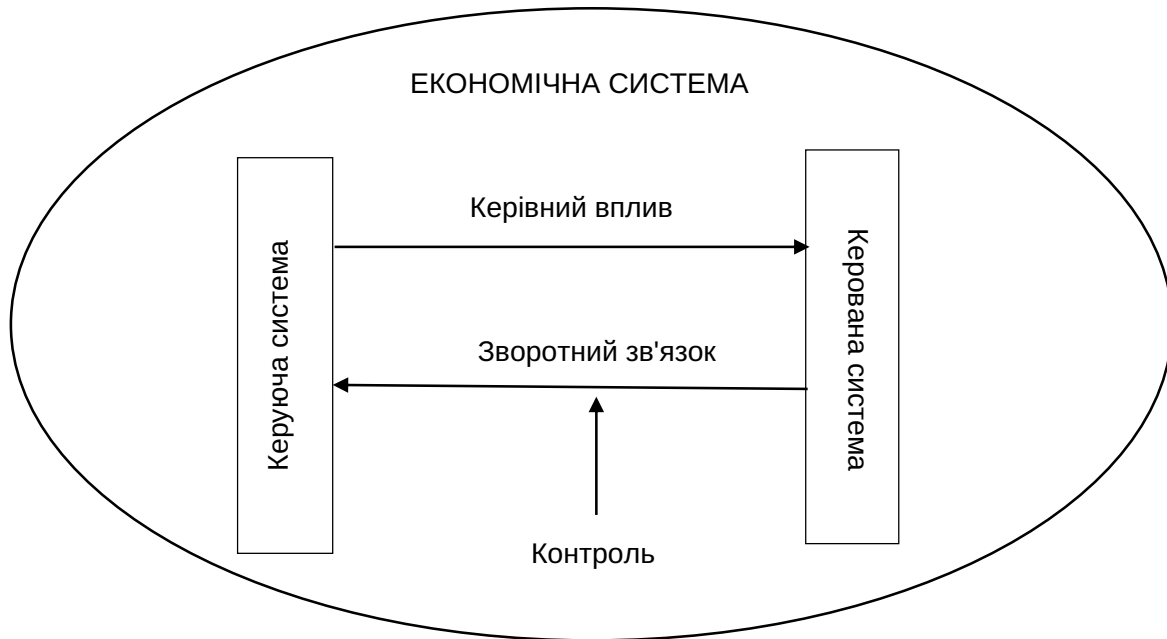 ЕКОНОМІЧНА СИСТЕМА
Керуюча система
Керівний вплив
Зворотний зв'язок
Контроль
Керована система